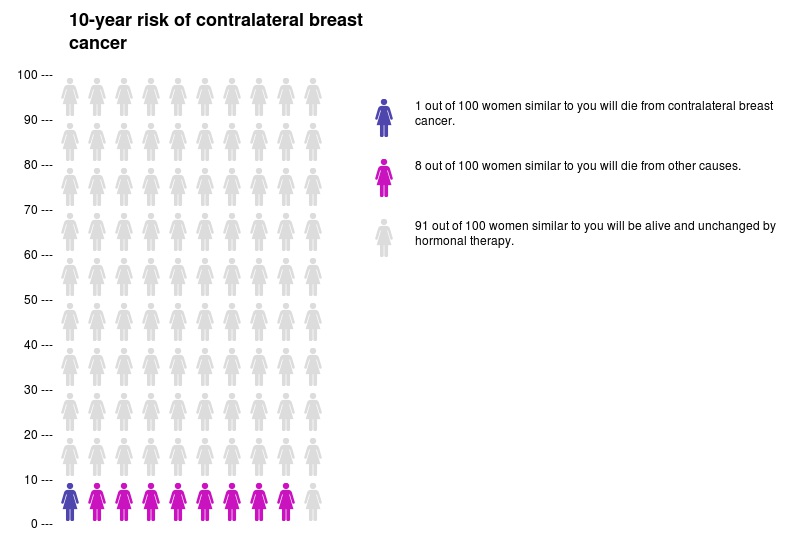 10-year risk of contralateral breast
cancer
100 ---
90 ---
80 ---
70 ---
60 ---
50 ---
40 ---
30 ---
20 ---
10 ---
0 ---
1 out of 100 women similar to you will die from contralateral breast
cancer.
8 out of 100 women similar to you will die from other causes.
91 out of 100 women similar to you will be alive and unchanged by
hormonal therapy.